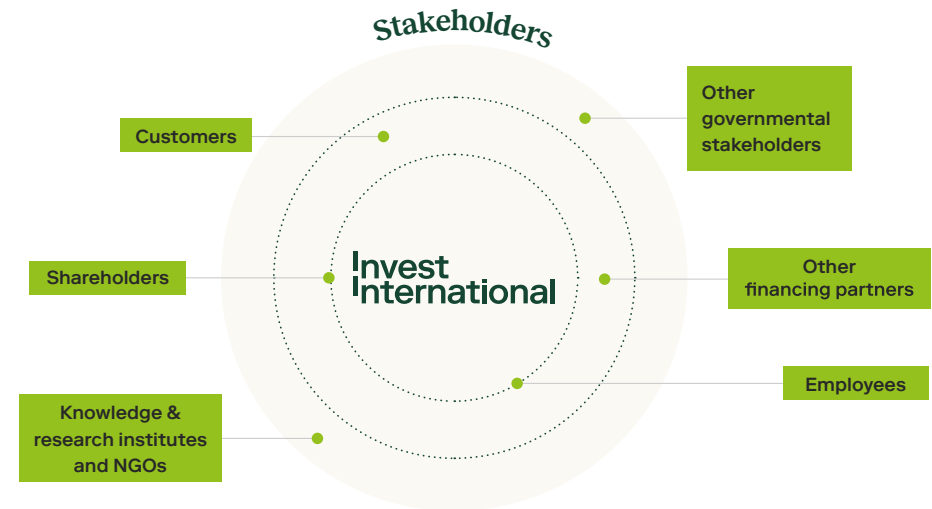 Stakeholders
Customers
Other
governmental
stakeholders
Shareholders
Invest
International
Other
financing partners
Employees
Knowledge &
research institutes
and NGOs